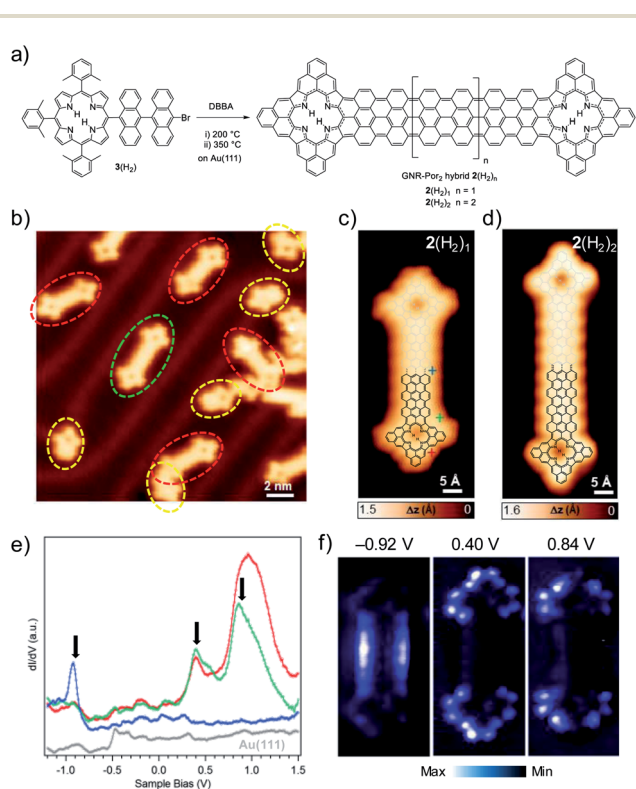 a)
Br
N
N
H
H
N
N
3(H₂)
DBBA
i) 200 °C
ii) 350 °C
on Au(111)
N
N
H
H
N
N
n
N
N
H
H
N
N
GNR-Por₂ hybrid 2(H₂)ₙ
2(H₂)₁ n = 1
2(H₂)₂ n = 2
b)
2 nm
c)
2(H₂)₁
5 Å
1.5 Δz (Å) 0
d)
2(H₂)₂
5 Å
1.6 Δz (Å) 0
e)
dI/dV (a.u.)
Au(111)
-1.0 -0.5 0.0 0.5 1.0 1.5
Sample Bias (V)
f)
–0.92 V 0.40 V 0.84 V
Max Min